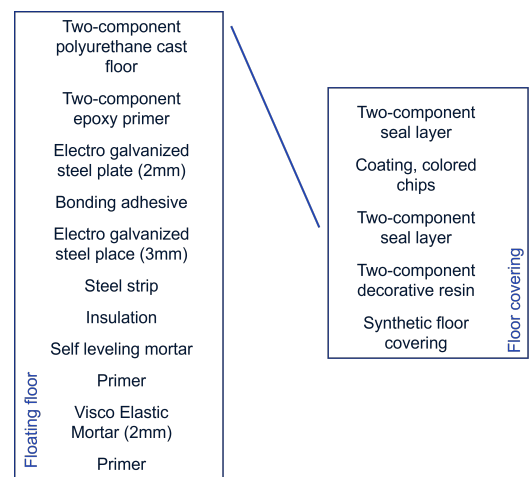 Two-component
polyurethane cast
floor
Two-component
epoxy primer
Electro galvanized
steel plate (2mm)
Bonding adhesive
Electro galvanized
steel place (3mm)
Steel strip
Insulation
Self leveling mortar
Primer
Visco Elastic
Mortar (2mm)
Primer
Floating floor
Two-component
seal layer
Coating, colored
chips
Two-component
seal layer
Two-component
decorative resin
Synthetic floor
covering
Floor covering